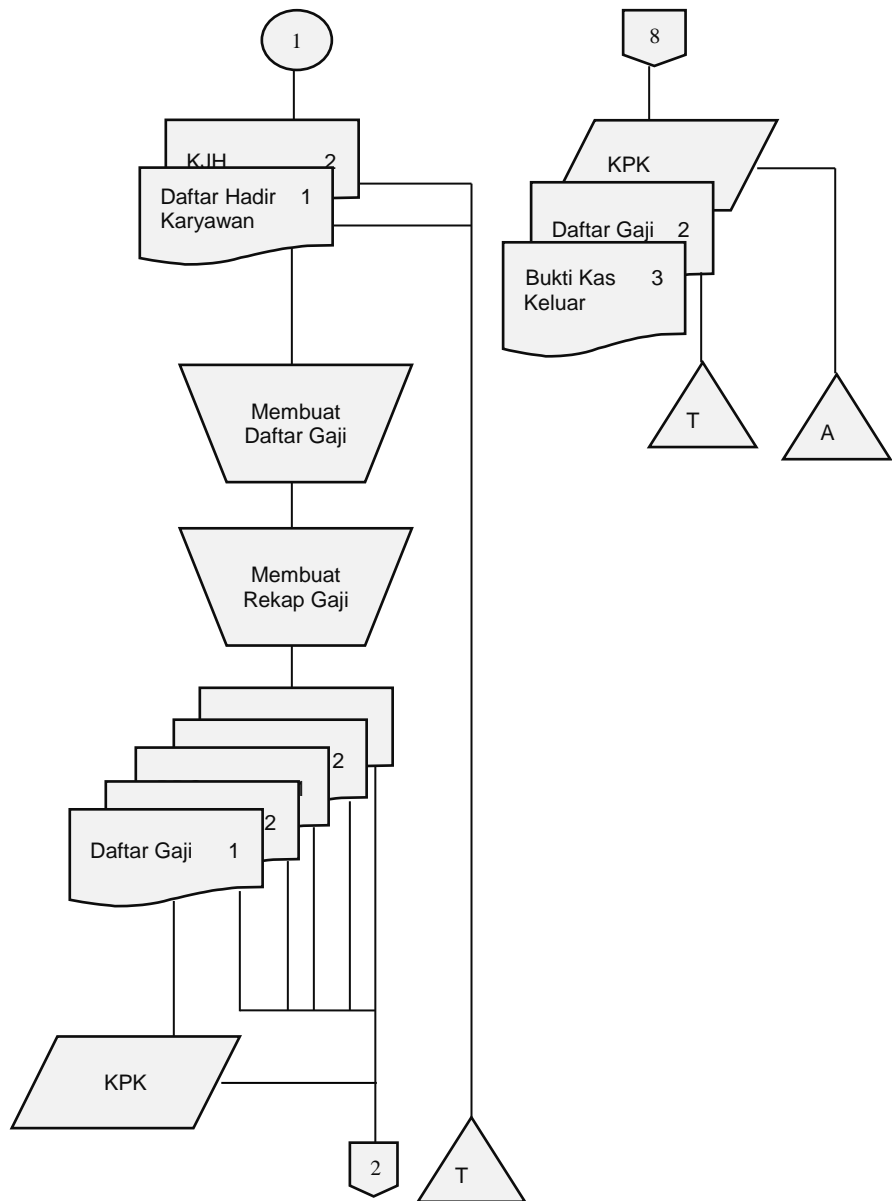 1
KJH 2
Daftar Hadir 1
Karyawan
Membuat
Daftar Gaji
Membuat
Rekap Gaji
2
2
Daftar Gaji 1
KPK
2
T
8
KPK
Daftar Gaji 2
Bukti Kas 3
Keluar
T
A